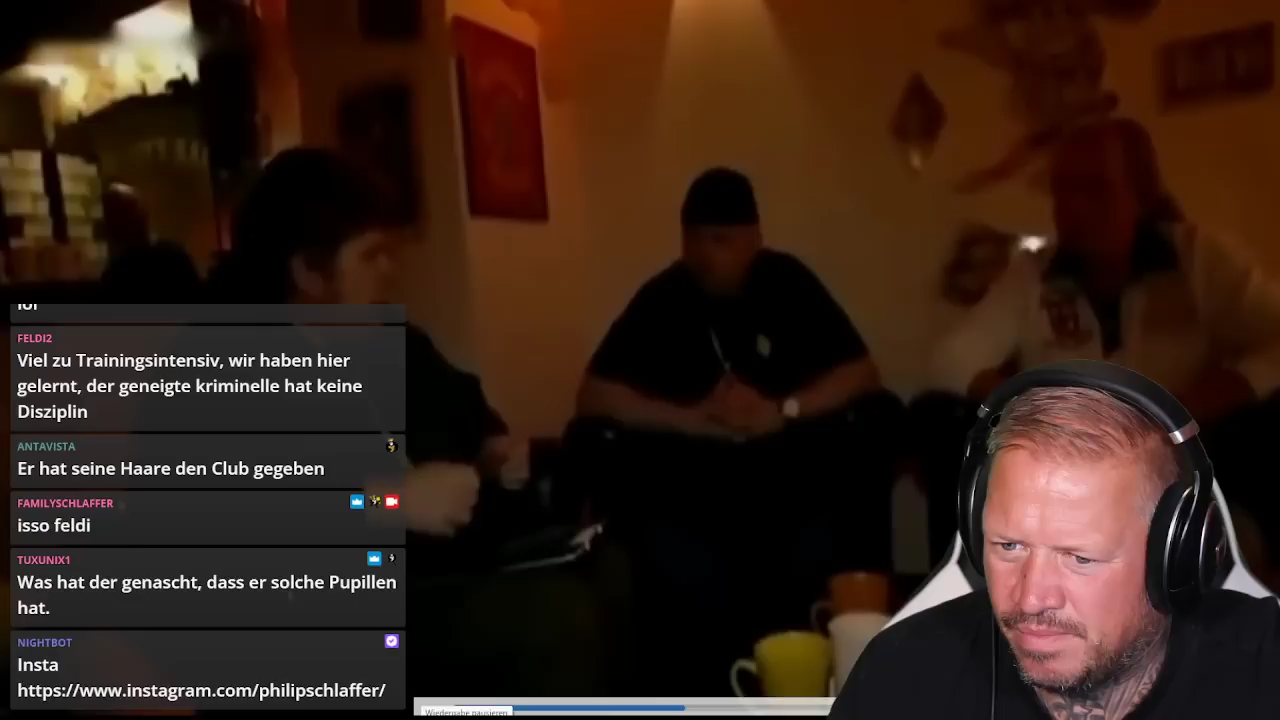 FELDI2
Viel zu Trainingsintensiv, wir haben hier
gelernt, der geneigte kriminelle hat keine
Disziplin
ANTAVISTA
Er hat seine Haare den Club gegeben
FAMILYSCHLAFFER
isso feldi
TUXUNIX1
Was hat der genascht, dass er solche Pupillen
hat.
NIGHTBOT
Insta
https://www.instagram.com/philipschlaffer/
Wiedergabe pausieren